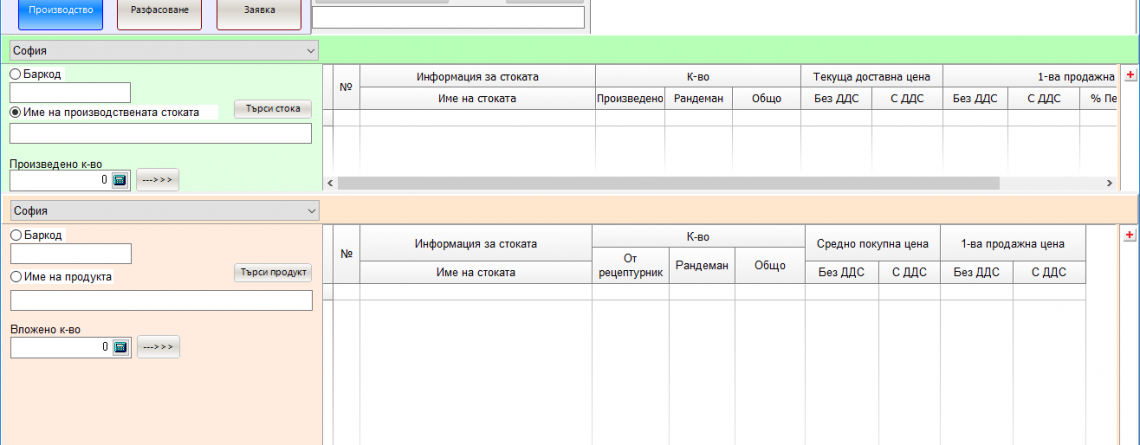 Производство Разфасоване Заявка
София
Баркод
Име на производствената стоката
Търси стока
Произведено к-во
0 --->>>
№ Информация за стоката К-во Текуща доставна цена 1-ва продажна
Име на стоката Произведено Рандеман Общо Без ДДС С ДДС Без ДДС С ДДС % Пе
София
Баркод
Име на продукта
Търси продукт
Вложено к-во
0 --->>>
№ Информация за стоката К-во Средно покупна цена 1-ва продажна цена
Име на стоката От рецептурник Рандеман Общо Без ДДС С ДДС Без ДДС С ДДС